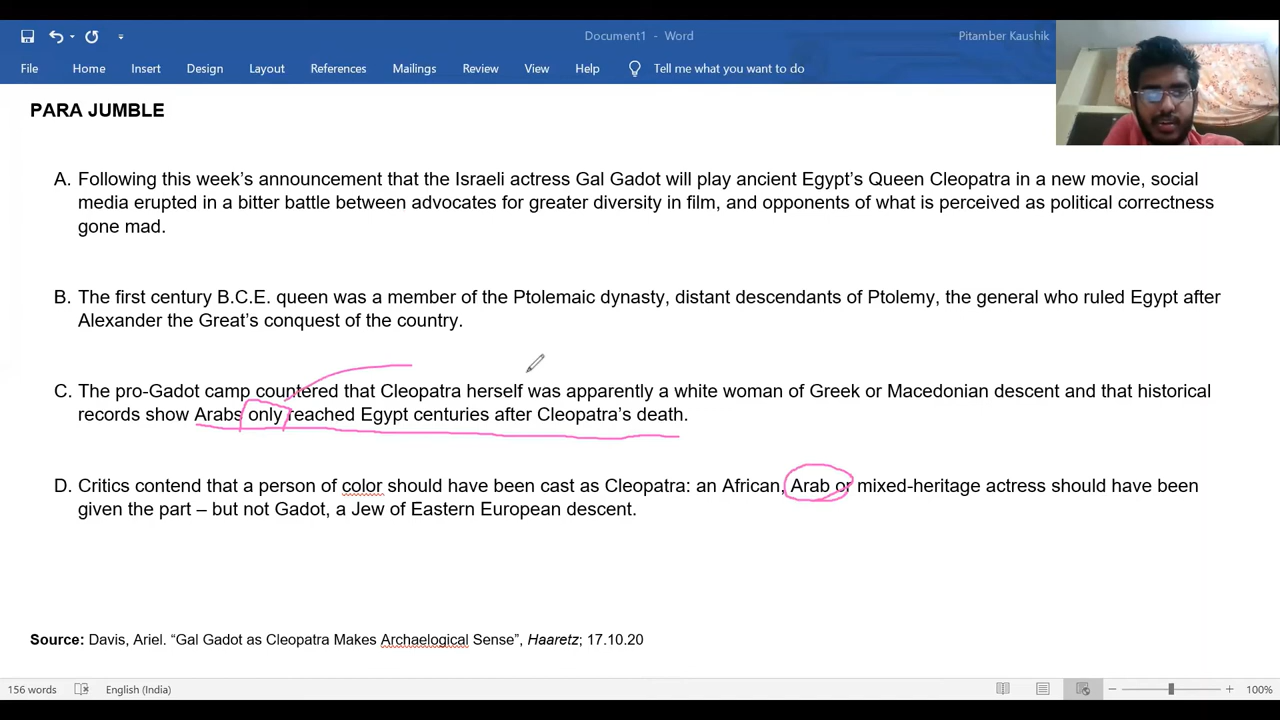 Document1 - Word
Pitamber Kaushik
File Home Insert Design Layout References Mailings Review View Help Tell me what you want to do
PARA JUMBLE
A. Following this week's announcement that the Israeli actress Gal Gadot will play ancient Egypt's Queen Cleopatra in a new movie, social
media erupted in a bitter battle between advocates for greater diversity in film, and opponents of what is perceived as political correctness
gone mad.
B. The first century B.C.E. queen was a member of the Ptolemaic dynasty, distant descendants of Ptolemy, the general who ruled Egypt after
Alexander the Great's conquest of the country.
C. The pro-Gadot camp countered that Cleopatra herself was apparently a white woman of Greek or Macedonian descent and that historical
records show Arabs only reached Egypt centuries after Cleopatra's death.
D. Critics contend that a person of color should have been cast as Cleopatra: an African, Arab or mixed-heritage actress should have been
given the part – but not Gadot, a Jew of Eastern European descent.
Source: Davis, Ariel. “Gal Gadot as Cleopatra Makes Archaelogical Sense”, Haaretz; 17.10.20
156 words English (India) 100%